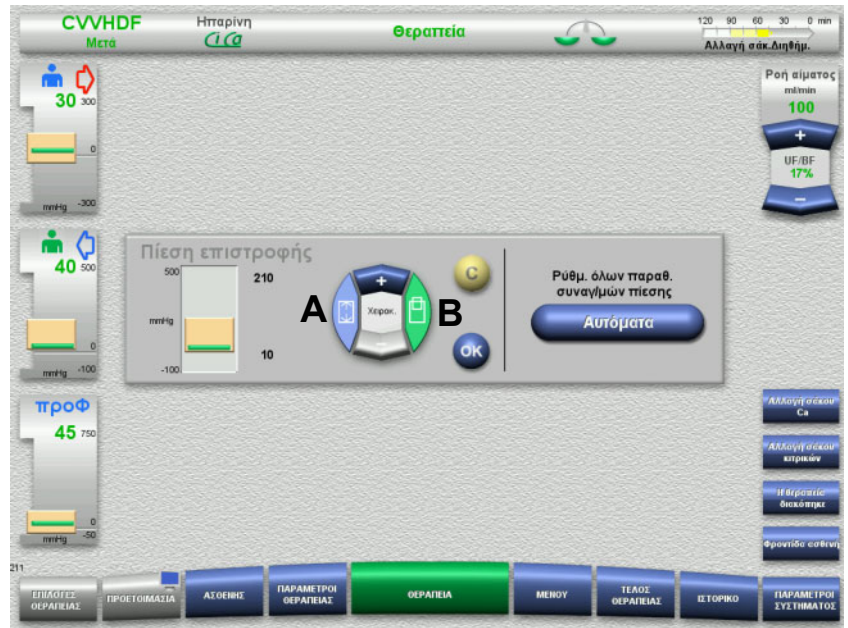 CVVHDF
Μετά
Ηπαρίνη
CiCa
Θεραπεία
120 90 60 30 0 min
Αλλαγή σάκ.Διηθήμ.
30
300
0
mmHg -300
40
500
0
mmHg -100
προΦ
45
750
0
mmHg -50
Πίεση επιστροφής
500
210
mmHg
10
-100
A
+
Χειροκ.
-
B
C
OK
Ρύθμ. όλων παραθ.
συναγ/μών πίεσης
Αυτόματα
Ροή αίματος
ml/min
100
+
UF/BF
17%
-
Αλλαγή σάκου
Ca
Αλλαγή σάκου
κιτρικών
Η θεραπεία
διακόπηκε
Φροντίδα ασθενή
211
ΕΠΙΛΟΓΕΣ
ΘΕΡΑΠΕΙΑΣ
ΠΡΟΕΤΟΙΜΑΣΙΑ
ΑΣΘΕΝΗΣ
ΠΑΡΑΜΕΤΡΟΙ
ΘΕΡΑΠΕΙΑΣ
ΘΕΡΑΠΕΙΑ
ΜΕΝΟΥ
ΤΕΛΟΣ
ΘΕΡΑΠΕΙΑΣ
ΙΣΤΟΡΙΚΟ
ΠΑΡΑΜΕΤΡΟΙ
ΣΥΣΤΗΜΑΤΟΣ